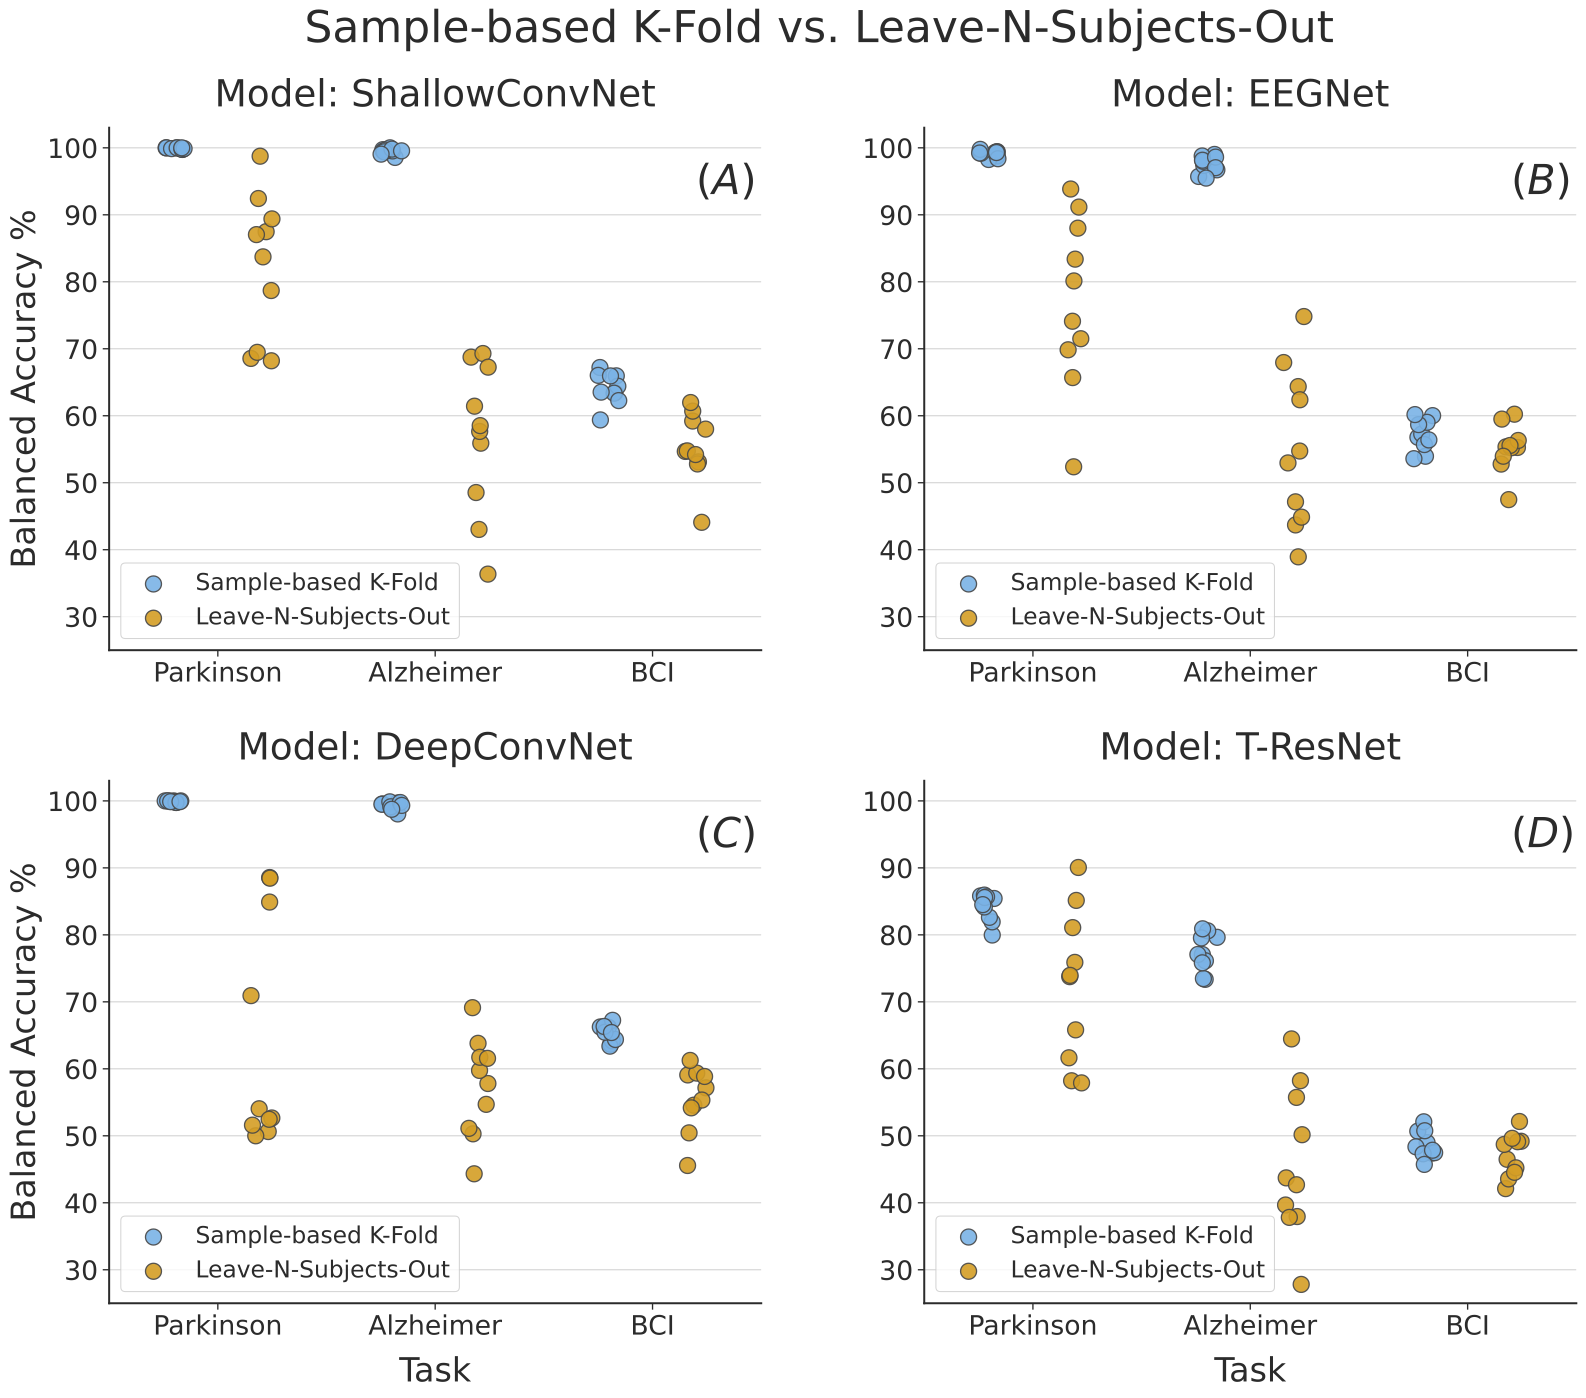 Sample-based K-Fold vs. Leave-N-Subjects-Out
Model: ShallowConvNet
Balanced Accuracy %
100
90
80
70
60
50
40
30
(A)
Sample-based K-Fold
Leave-N-Subjects-Out
Parkinson
Alzheimer
BCI
Model: EEGNet
100
90
80
70
60
50
40
30
(B)
Sample-based K-Fold
Leave-N-Subjects-Out
Parkinson
Alzheimer
BCI
Model: DeepConvNet
Balanced Accuracy %
100
90
80
70
60
50
40
30
(C)
Sample-based K-Fold
Leave-N-Subjects-Out
Parkinson
Alzheimer
BCI
Task
Model: T-ResNet
100
90
80
70
60
50
40
30
(D)
Sample-based K-Fold
Leave-N-Subjects-Out
Parkinson
Alzheimer
BCI
Task